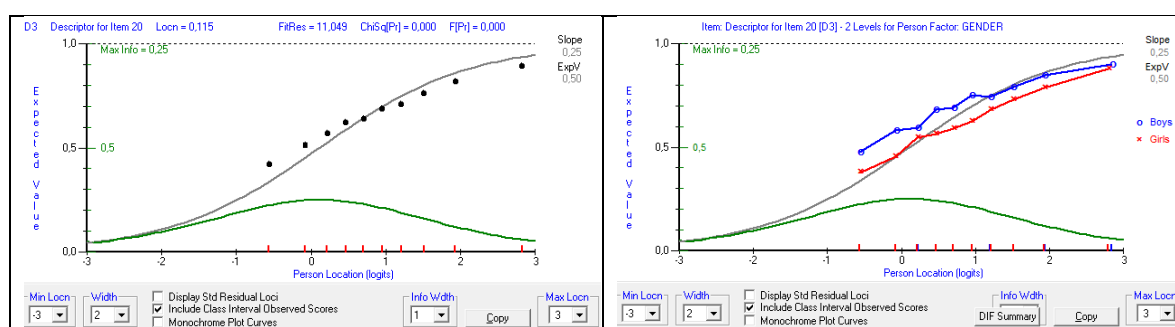 D3 Descriptor for Item 20 Locn = 0,115 FitRes = 11,049 ChiSq[Pr] = 0,000 F[Pr] = 0,000
1,0
Max Info = 0,25
Slope
0,25
ExpV
0,50
Expected Value
0,5
0,5
0,0
-3 -2 -1 0 1 2 3
Person Location (logits)
Min Locn
-3
Width
2
Display Std Residual Loci
Include Class Interval Observed Scores
Monochrome Plot Curves
Info Wdth
1
Copy
Max Locn
3
Item: Descriptor for Item 20 [D3] - 2 Levels for Person Factor: GENDER
1,0
Max Info = 0,25
Slope
0,25
ExpV
0,50
Boys
Girls
Expected Value
0,5
0,5
0,0
-3 -2 -1 0 1 2 3
Person Location (logits)
Min Locn
-3
Width
2
Display Std Residual Loci
Include Class Interval Observed Scores
Monochrome Plot Curves
Info Wdth
DIF Summary
Copy
Max Locn
3